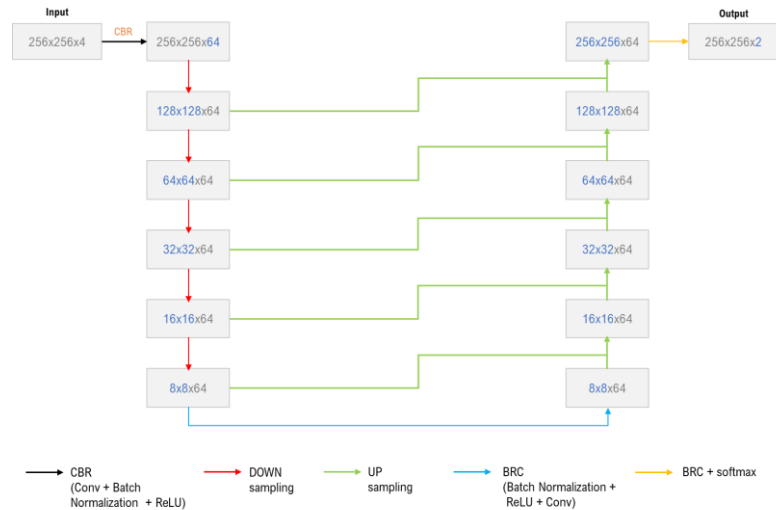 Input
Output
CBR
256x256x4
256x256x64
256x256x64
256x256x2
128x128x64
128x128x64
64x64x64
64x64x64
32x32x64
32x32x64
16x16x64
16x16x64
8x8x64
8x8x64
CBR
(Conv + Batch
Normalization + ReLU)
DOWN
sampling
UP
sampling
BRC
(Batch Normalization +
ReLU + Conv)
BRC + softmax